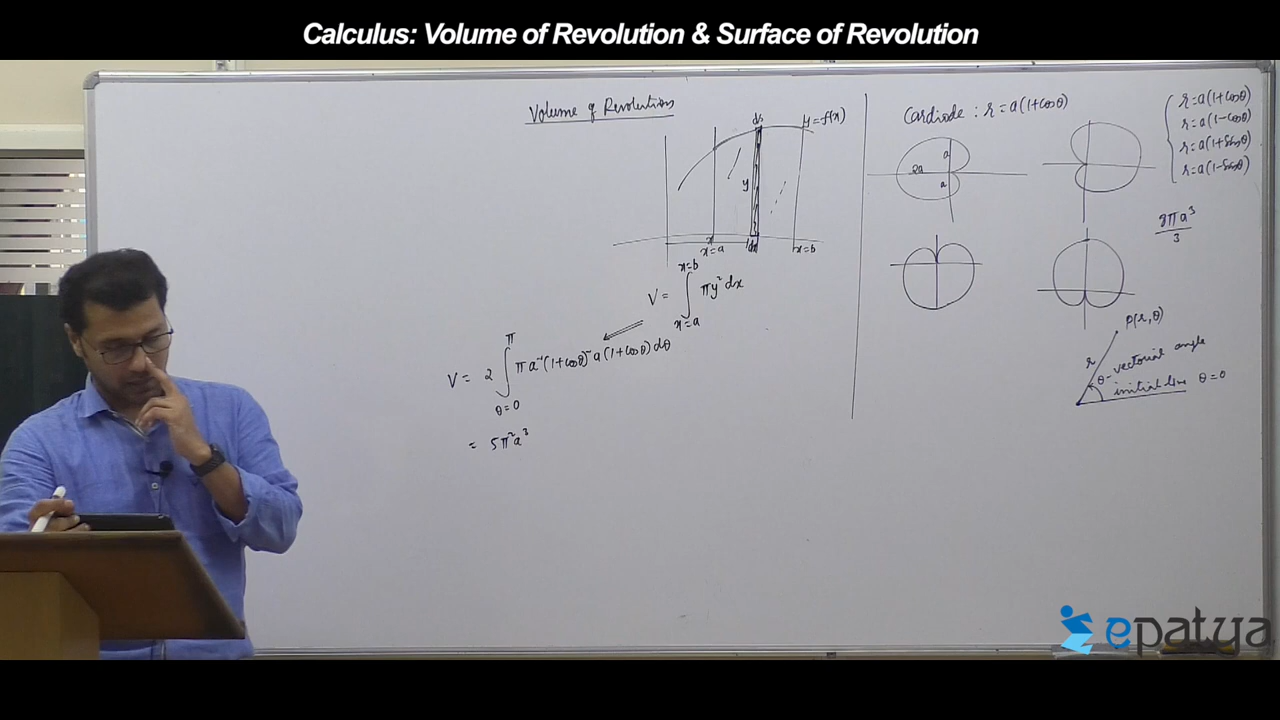 Calculus: Volume of Revolution & Surface of Revolution
Volume of Revolution
ds
y=f(x)
y
x=a
dx
x=b
x=b
V= ∫ πy²dx
x=a
π
V= 2 ∫ πa²(1+cosθ)² a(1+cosθ)dθ
θ=0
= 5π²a³
Cardiode : r=a(1+cosθ)
a
2a
a
r=a(1+cosθ)
r=a(1-cosθ)
r=a(1+sinθ)
r=a(1-sinθ)
8πa³
3
P(r,θ)
r
θ-vectorial angle
initial line θ=0
epatya